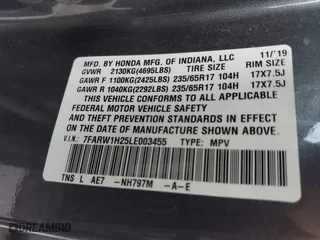 MFD. BY HONDA MFG. OF INDIANA, LLC 11/19
GVWR 2130KG(4695LBS) TIRE SIZE RIM SIZE
GAWR F 1100KG(2425LBS) 235/65R17 104H 17X7.5J
GAWR R 1040KG(2292LBS) 235/65R17 104H 17X7.5J
THIS VEHICLE CONFORMS TO ALL APPLICABLE
FEDERAL MOTOR VEHICLE
SAFETY STANDARDS IN EFFECT ON THE
DATE OF MANUFACTURE SHOWN ABOVE.
V.I.N: 7FARW1H25LE003455 TYPE: MPV
TNS L AE7 -NH797M -A-E
DREAMBID